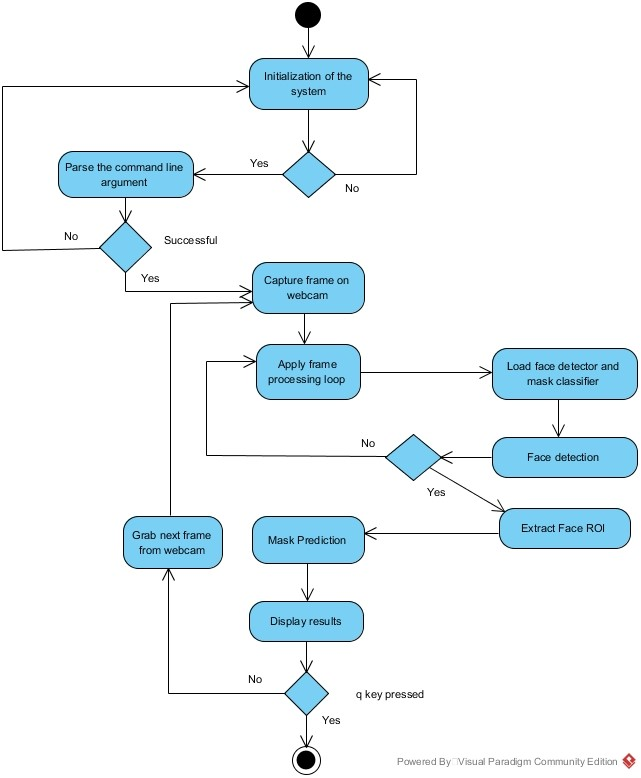 Initialization of the
system
Yes
No
Parse the command line
argument
No
Successful
Yes
Capture frame on
webcam
Apply frame
processing loop
Load face detector and
mask classifier
No
Face detection
Yes
Extract Face ROI
Grab next frame
from webcam
Mask Prediction
Display results
No
q key pressed
Yes
Powered By Visual Paradigm Community Edition